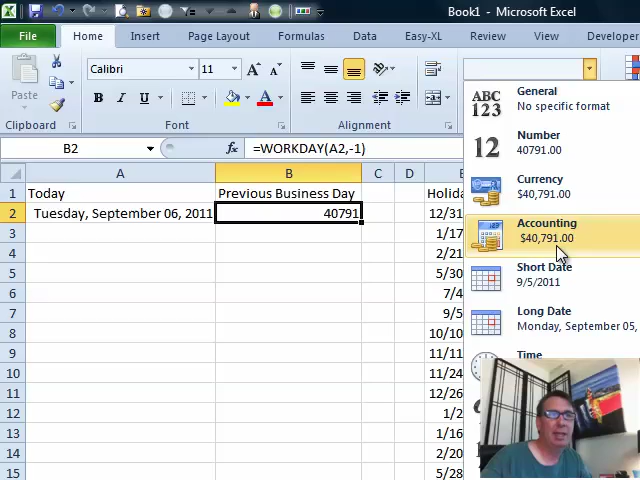 Book1 - Microsoft Excel
File Home Insert Page Layout Formulas Data Easy-XL Review Developer
Paste
Calibri 11 A A
B I U A
Clipboard Font Alignment
B2 fx =WORKDAY(A2,-1)
A B C D E
1 Today Previous Business Day Holida
2 Tuesday, September 06, 2011 40791 12/31
3 1/17
4 2/21
5 5/30
6 7/4
7 9/5
8 10/10
9 11/11
10 11/24
11 12/26
12 1/2
13 1/16
14 2/20
15 5/28
ABC
123
General
No specific format
12
Number
40791.00
Currency
$40,791.00
Accounting
$40,791.00
Short Date
9/5/2011
Long Date
Monday, September 05,
Time